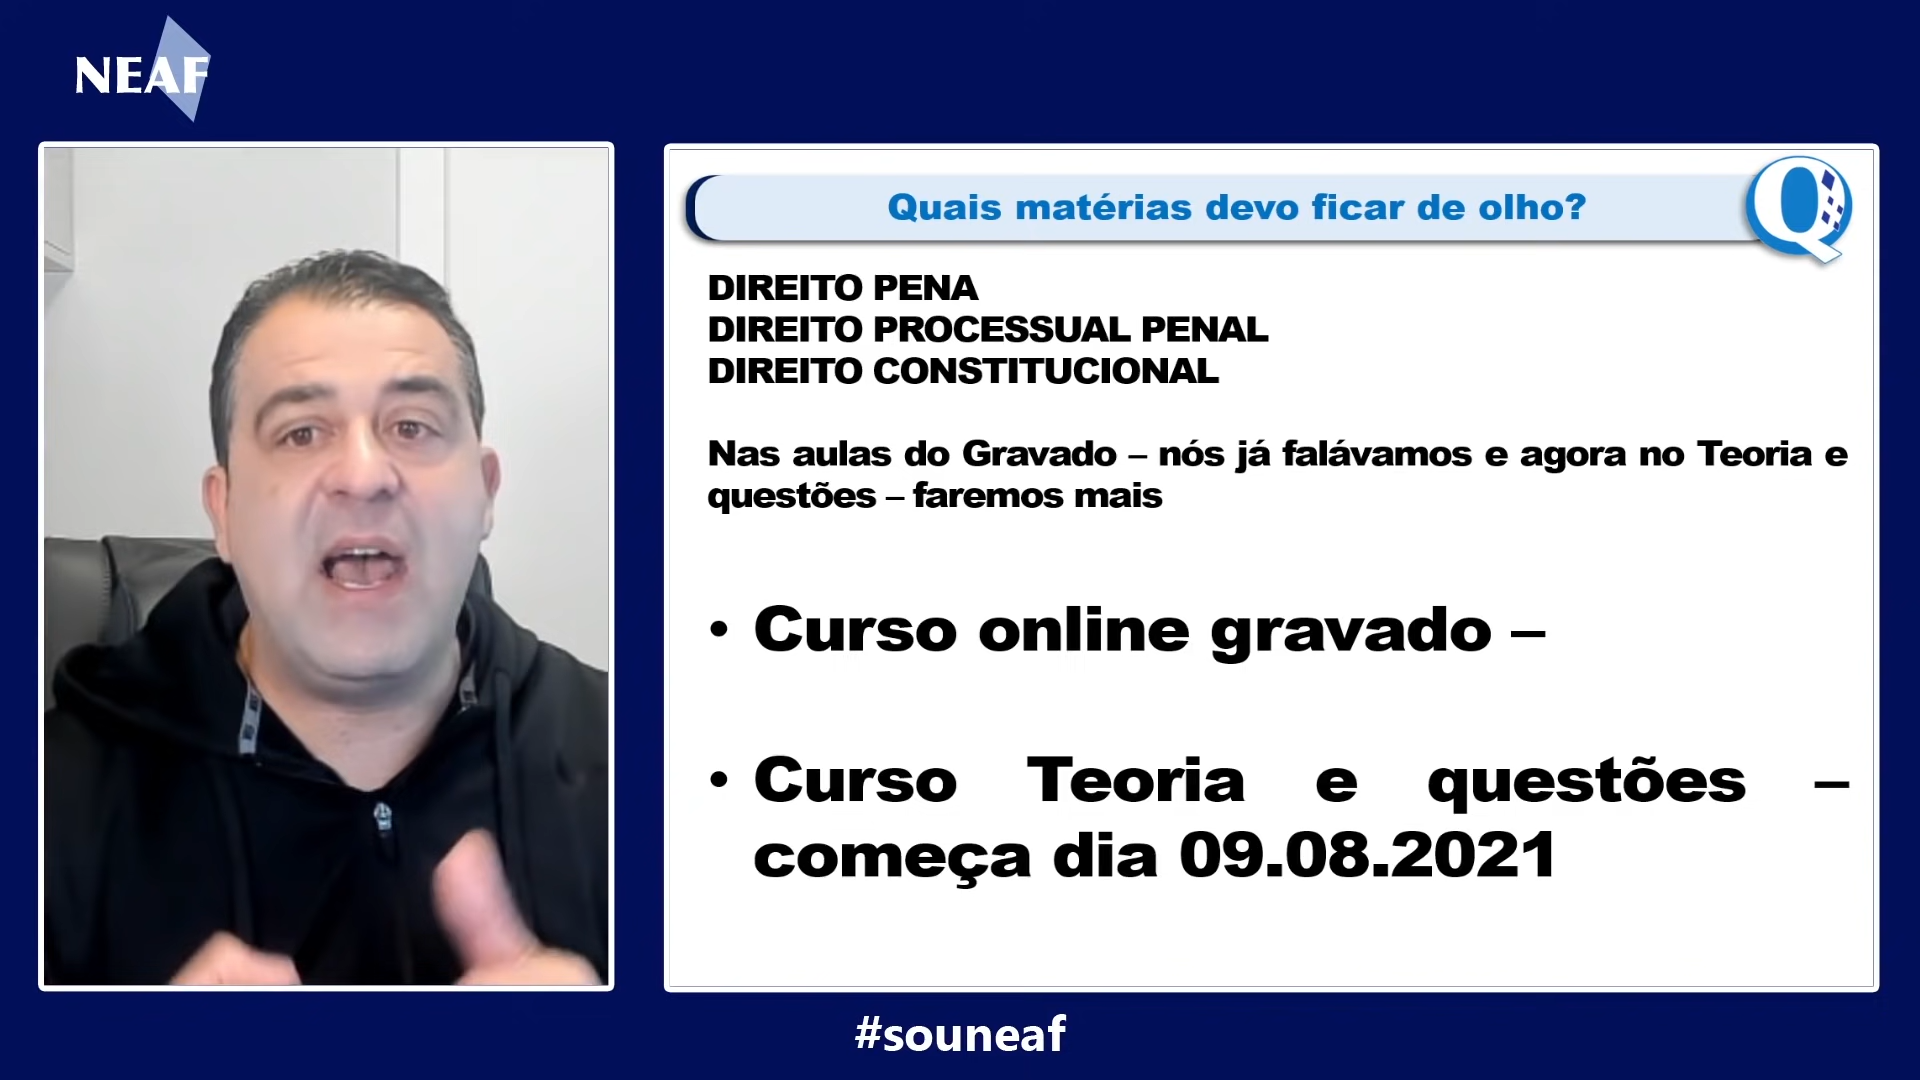 NEAF
Quais matérias devo ficar de olho?
DIREITO PENA
DIREITO PROCESSUAL PENAL
DIREITO CONSTITUCIONAL
Nas aulas do Gravado – nós já falávamos e agora no Teoria e
questões – faremos mais
• Curso online gravado –
• Curso Teoria e questões –
começa dia 09.08.2021
#souneaf